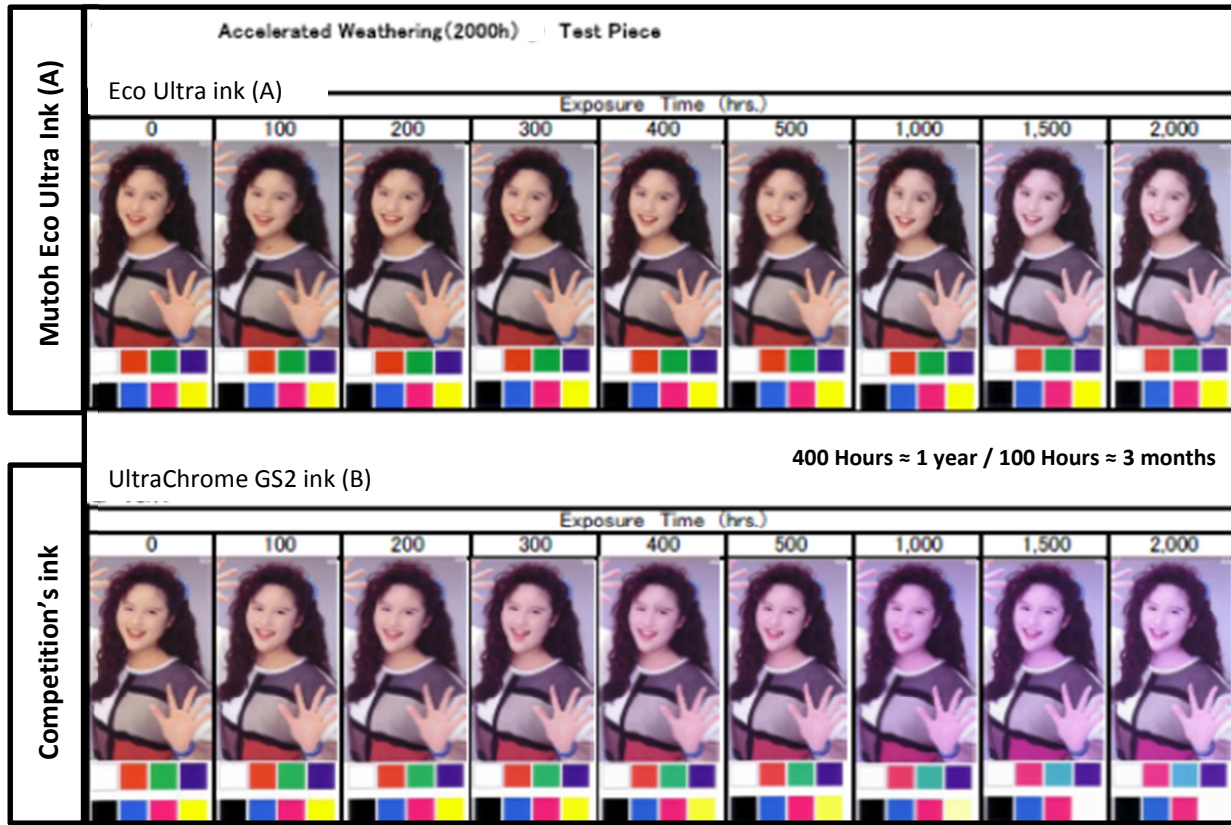 Accelerated Weathering(2000h) Test Piece
Mutoh Eco Ultra Ink (A)
Eco Ultra ink (A)
Exposure Time (hrs.)
0 100 200 300 400 500 1,000 1,500 2,000
400 Hours ≈ 1 year / 100 Hours ≈ 3 months
Competition's ink
UltraChrome GS2 ink (B)
Exposure Time (hrs.)
0 100 200 300 400 500 1,000 1,500 2,000